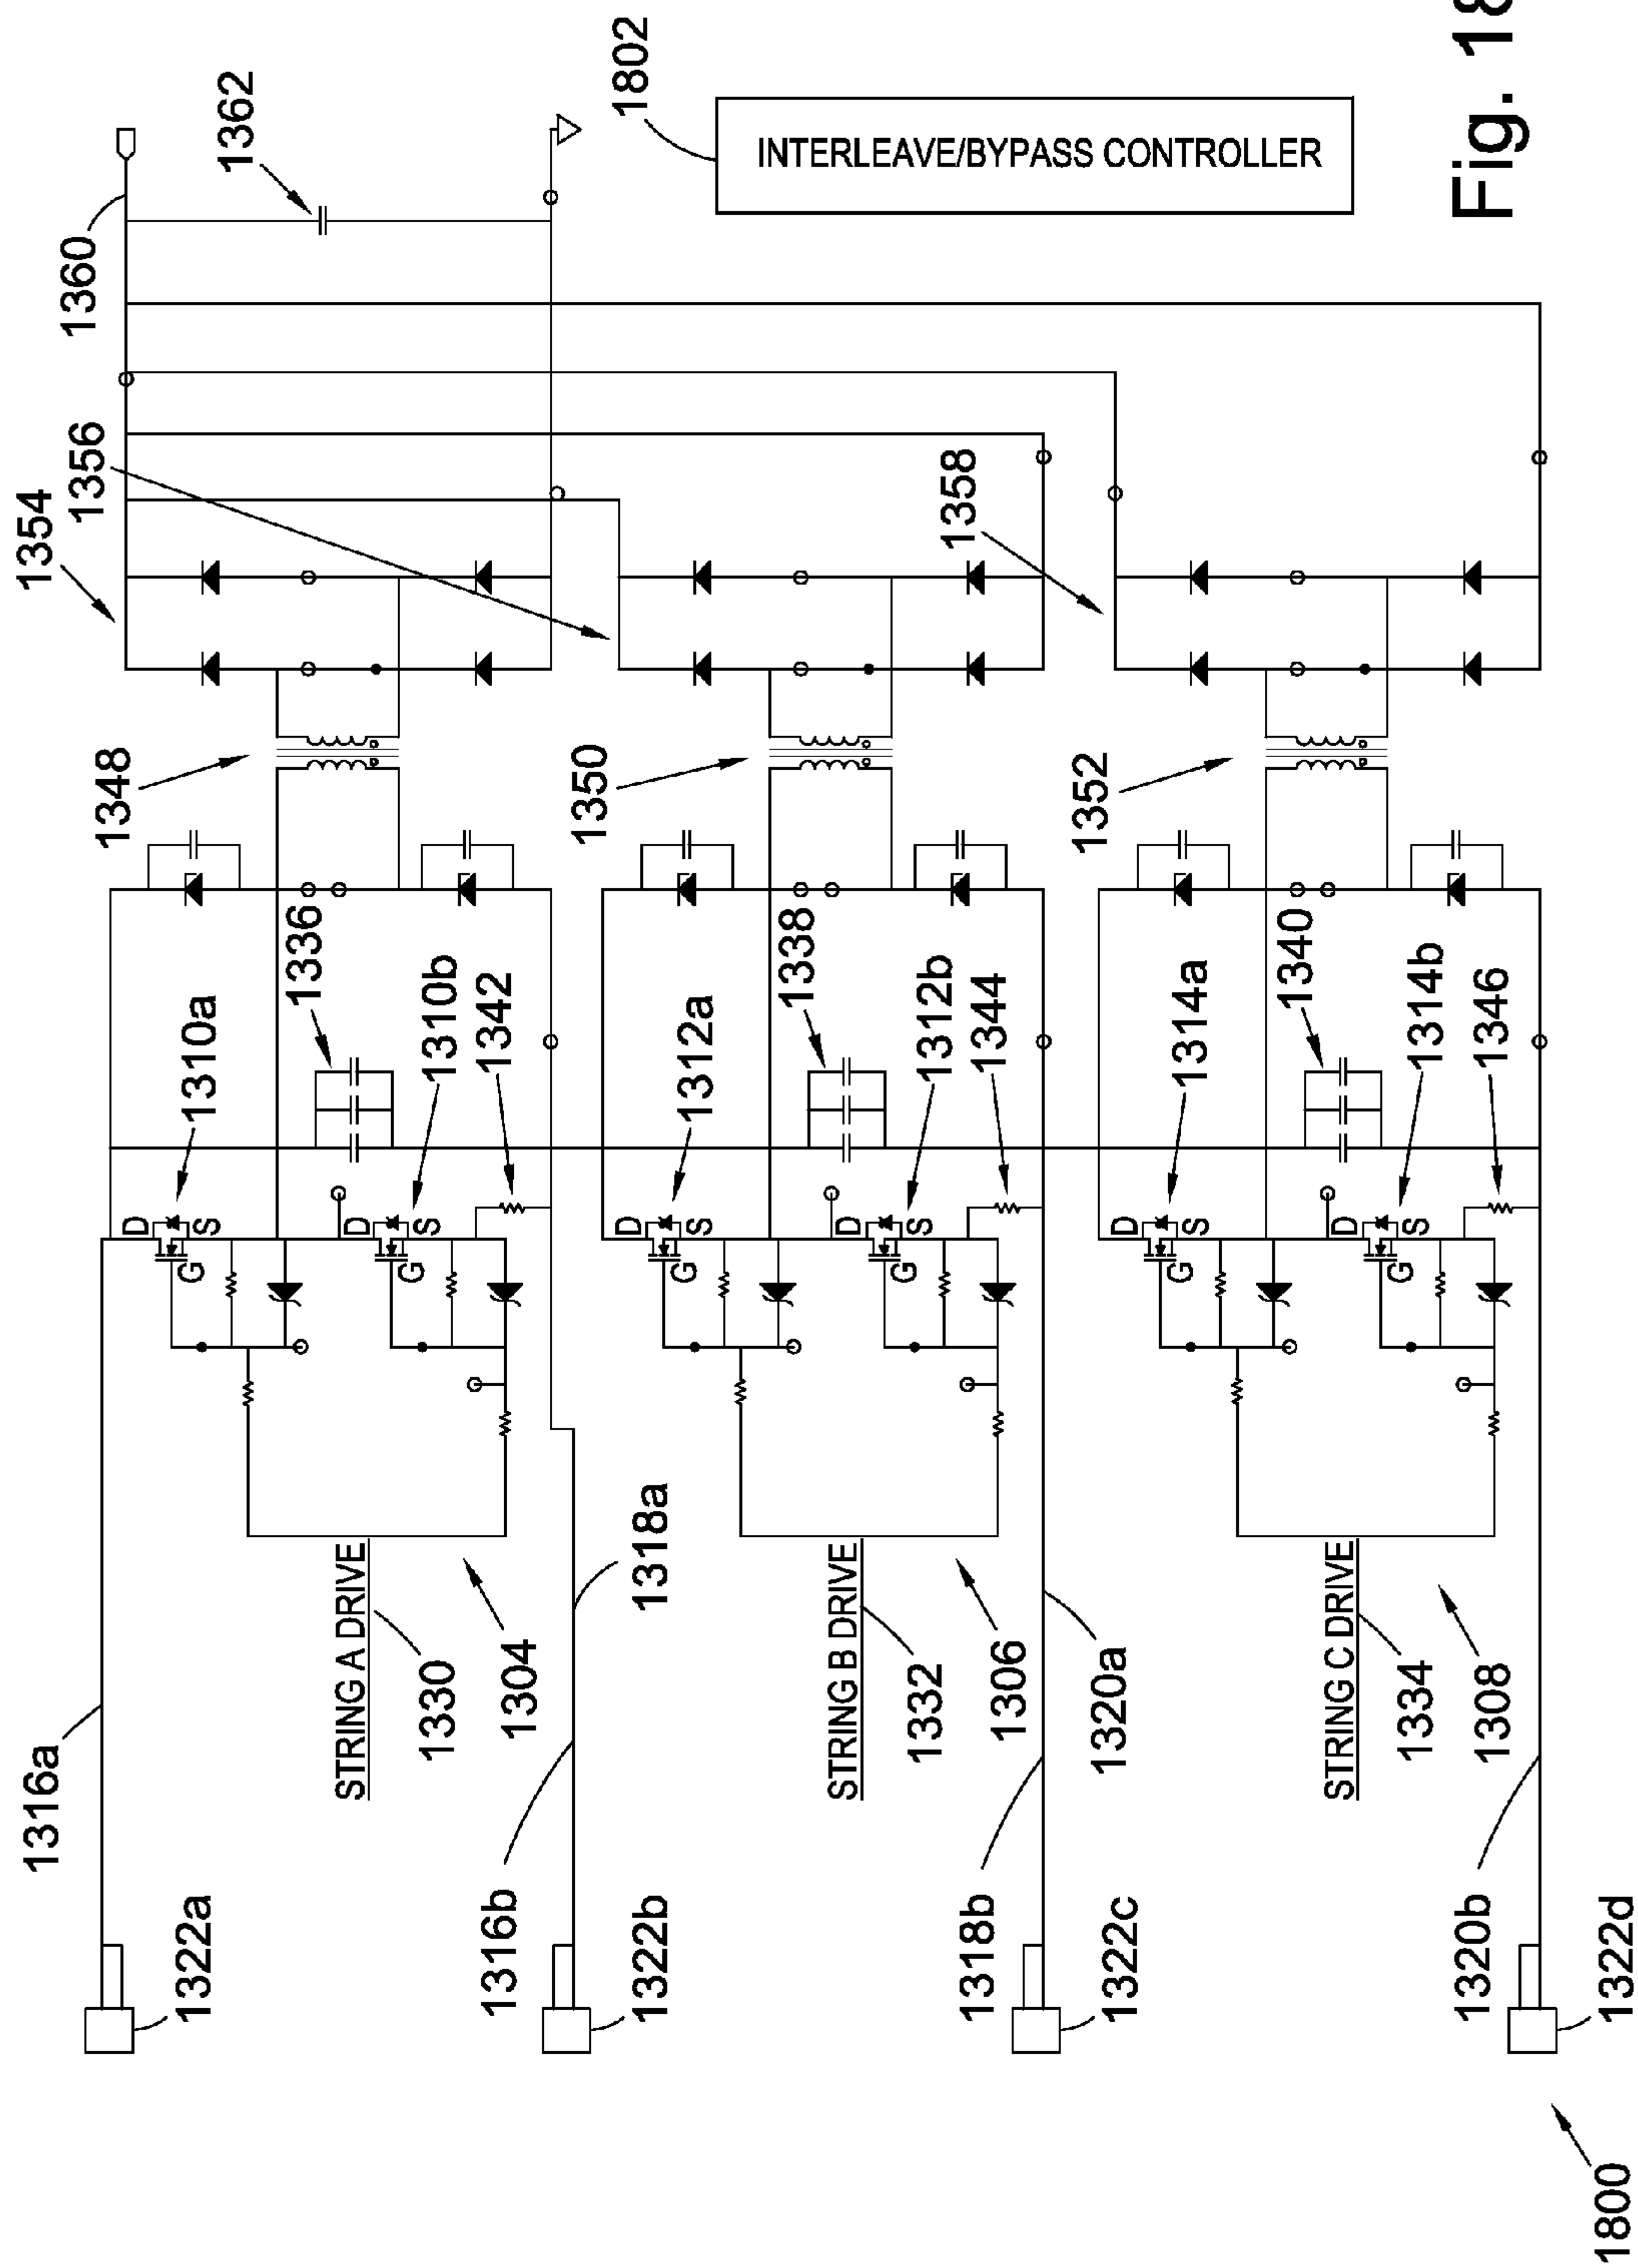 1316a
1322a
1310a
D
S
G
STRING A DRIVE
1330
1304
1336
1310b
D
S
G
1342
1348
1354
1356
1360
1362
1316b
1318a
1322b
1312a
D
S
G
STRING B DRIVE
1332
1306
1338
1312b
D
S
G
1344
1350
1802
INTERLEAVE/BYPASS CONTROLLER
1318b
1320a
1322c
1314a
D
S
G
STRING C DRIVE
1334
1308
1340
1314b
D
S
G
1346
1352
1358
1320b
1322d
1800
Fig. 18